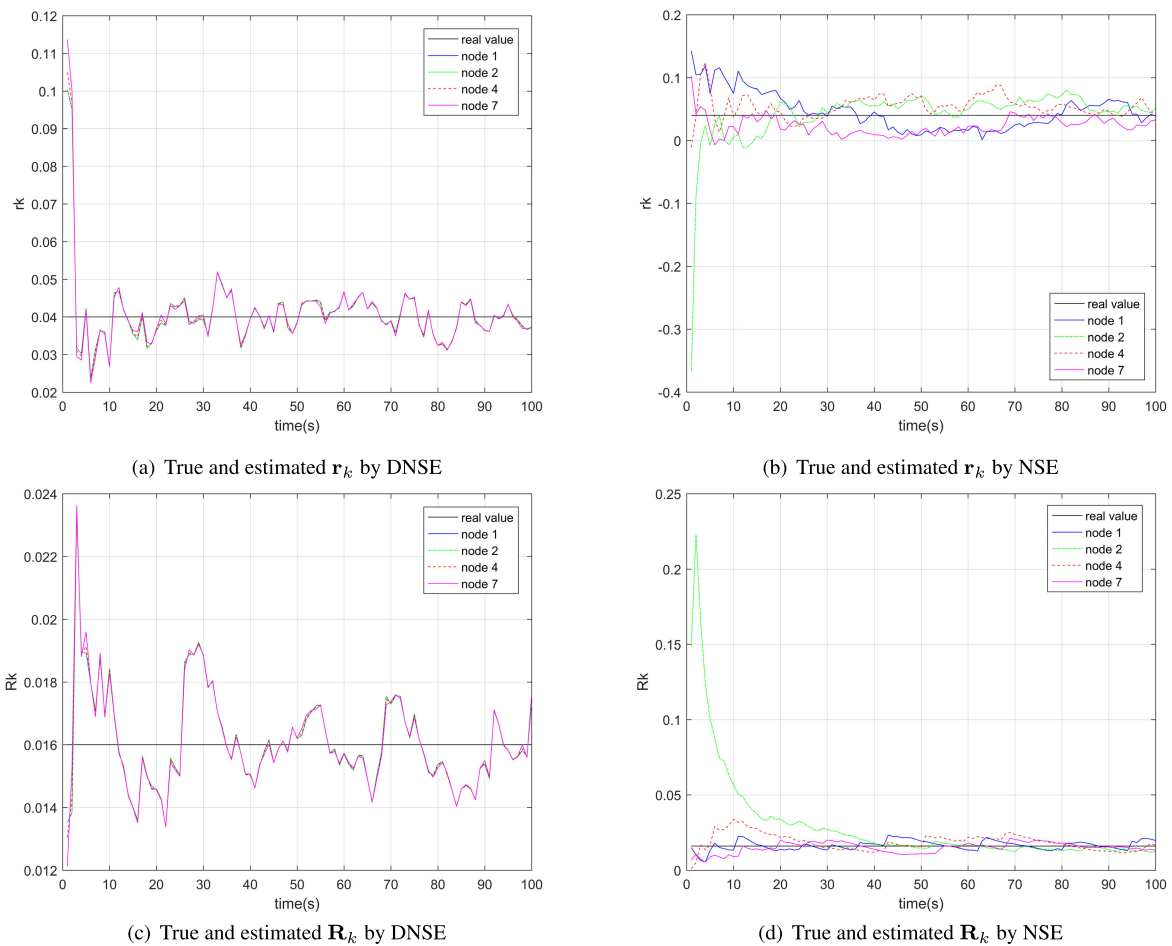 0.12
0.11
0.1
0.09
0.08
0.07
0.06
0.05
0.04
0.03
0.02
rk
0 10 20 30 40 50 60 70 80 90 100
time(s)
real value
node 1
node 2
node 4
node 7
(a) True and estimated r_k by DNSE
0.2
0.1
0
-0.1
-0.2
-0.3
-0.4
rk
0 10 20 30 40 50 60 70 80 90 100
time(s)
real value
node 1
node 2
node 4
node 7
(b) True and estimated r_k by NSE
0.024
0.022
0.02
0.018
0.016
0.014
0.012
Rk
0 10 20 30 40 50 60 70 80 90 100
time(s)
real value
node 1
node 2
node 4
node 7
(c) True and estimated R_k by DNSE
0.25
0.2
0.15
0.1
0.05
0
Rk
0 10 20 30 40 50 60 70 80 90 100
time(s)
real value
node 1
node 2
node 4
node 7
(d) True and estimated R_k by NSE